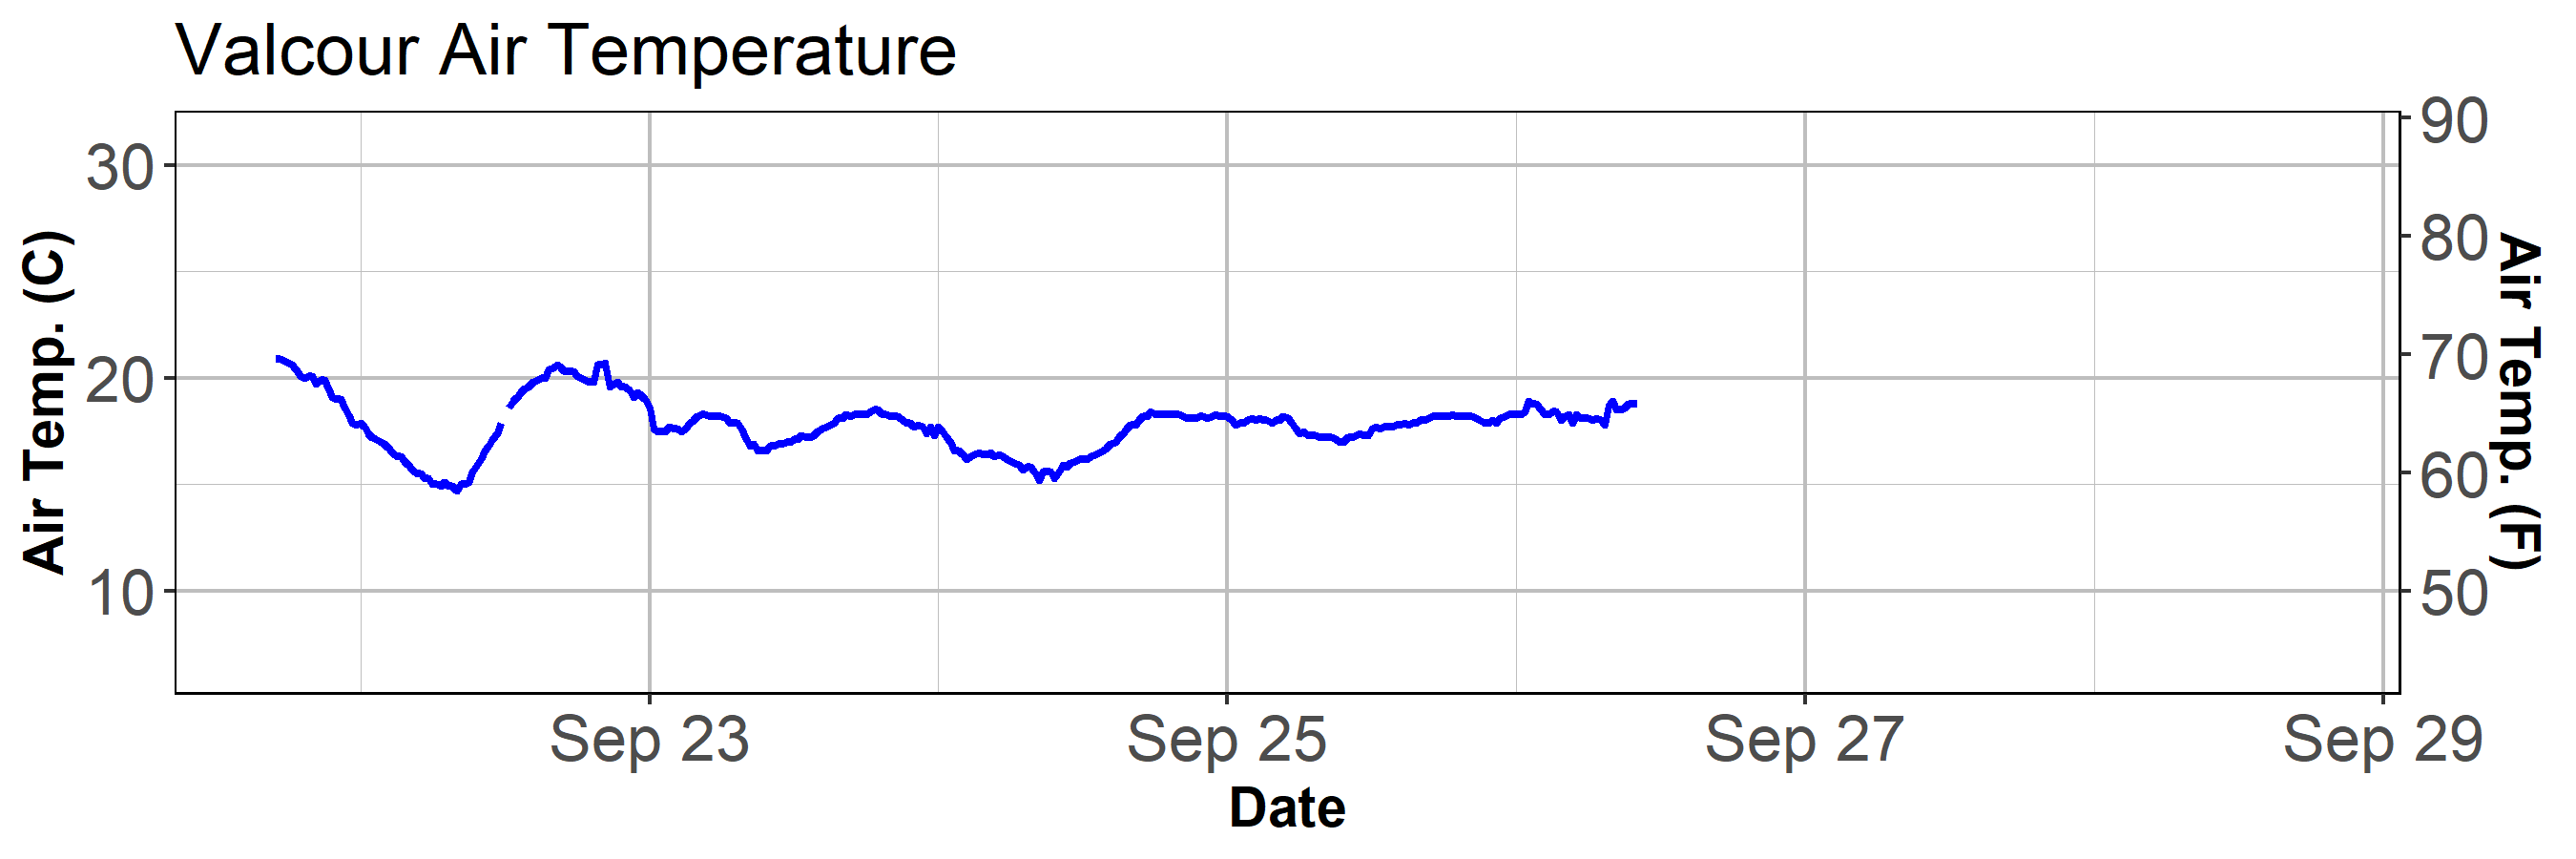 Valcour Air Temperature
Air Temp. (C)
30
20
10
90
80
70
60
50
Air Temp. (F)
Sep 23
Sep 25
Sep 27
Sep 29
Date